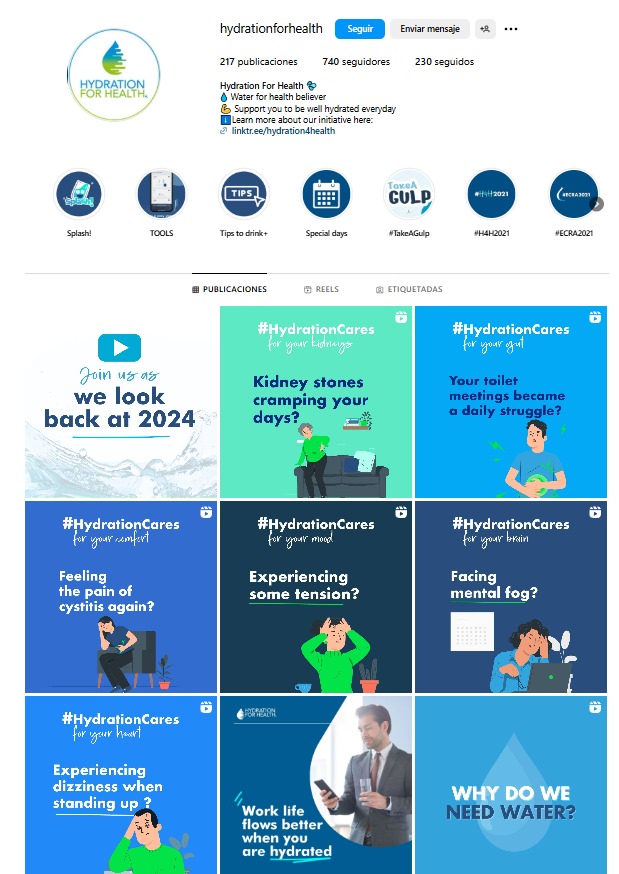 hydrationforhealth
Seguir
Enviar mensaje
217 publicaciones 740 seguidores 230 seguidos
Hydration For Health
Water for health believer
Support you to be well hydrated everyday
Learn more about our initiative here:
linktr.ee/hydration4health
HYDRATION
FOR HEALTH
Splash!
TIPS
TakeA
GULP
#H4H2021
#ECRA2021
Splash!
TOOLS
Tips to drink+
Special days
#TakeAGulp
#H4H2021
#ECRA2021
PUBLICACIONES
REELS
ETIQUETADAS
Join us as
we look
back at 2024
#HydrationCares
for your kidneys
Kidney stones
cramping your
days?
#HydrationCares
for your gut
Your toilet
meetings became
a daily struggle?
#HydrationCares
for your comfort
Feeling
the pain of
cystitis again?
#HydrationCares
for your mood
Experiencing
some tension?
#HydrationCares
for your brain
Facing
mental fog?
#HydrationCares
for your heart
Experiencing
dizziness when
standing up ?
HYDRATION
FOR HEALTH
Work life
flows better
when you
are hydrated
WHY DO WE
NEED WATER?